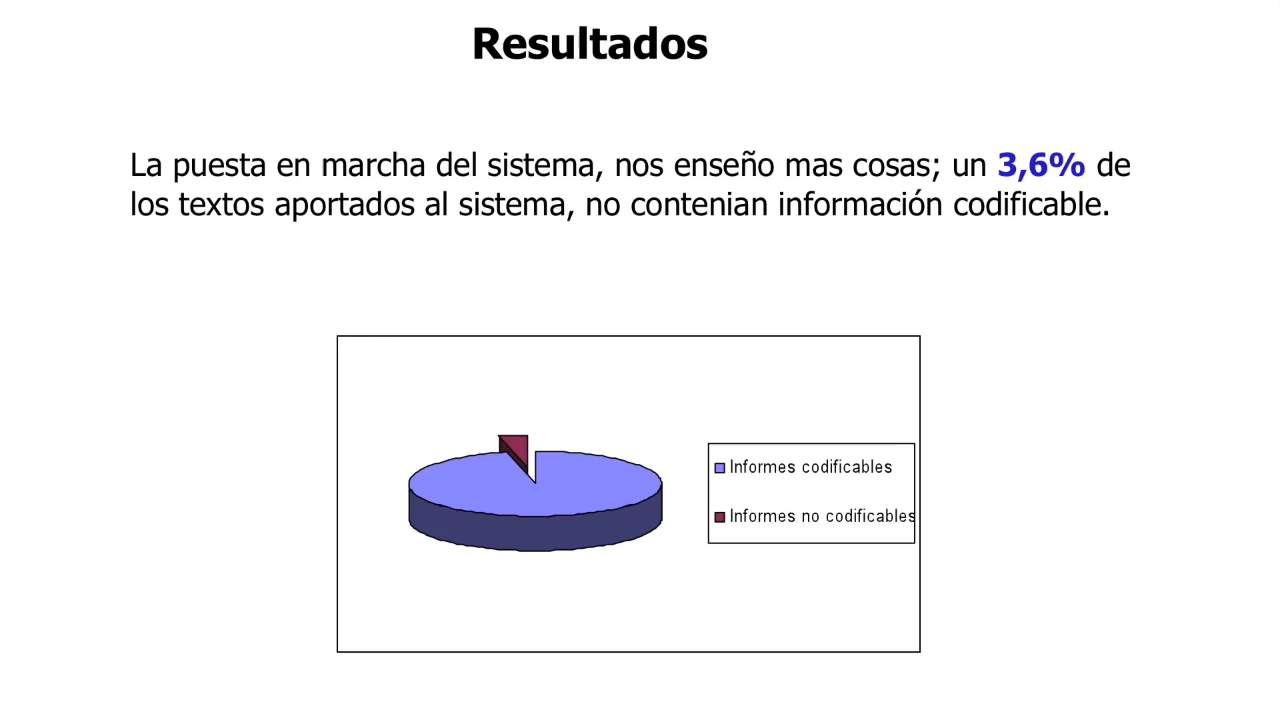 Resultados
La puesta en marcha del sistema, nos enseño mas cosas; un 3,6% de
los textos aportados al sistema, no contenian información codificable.
Informes codificables
Informes no codificables